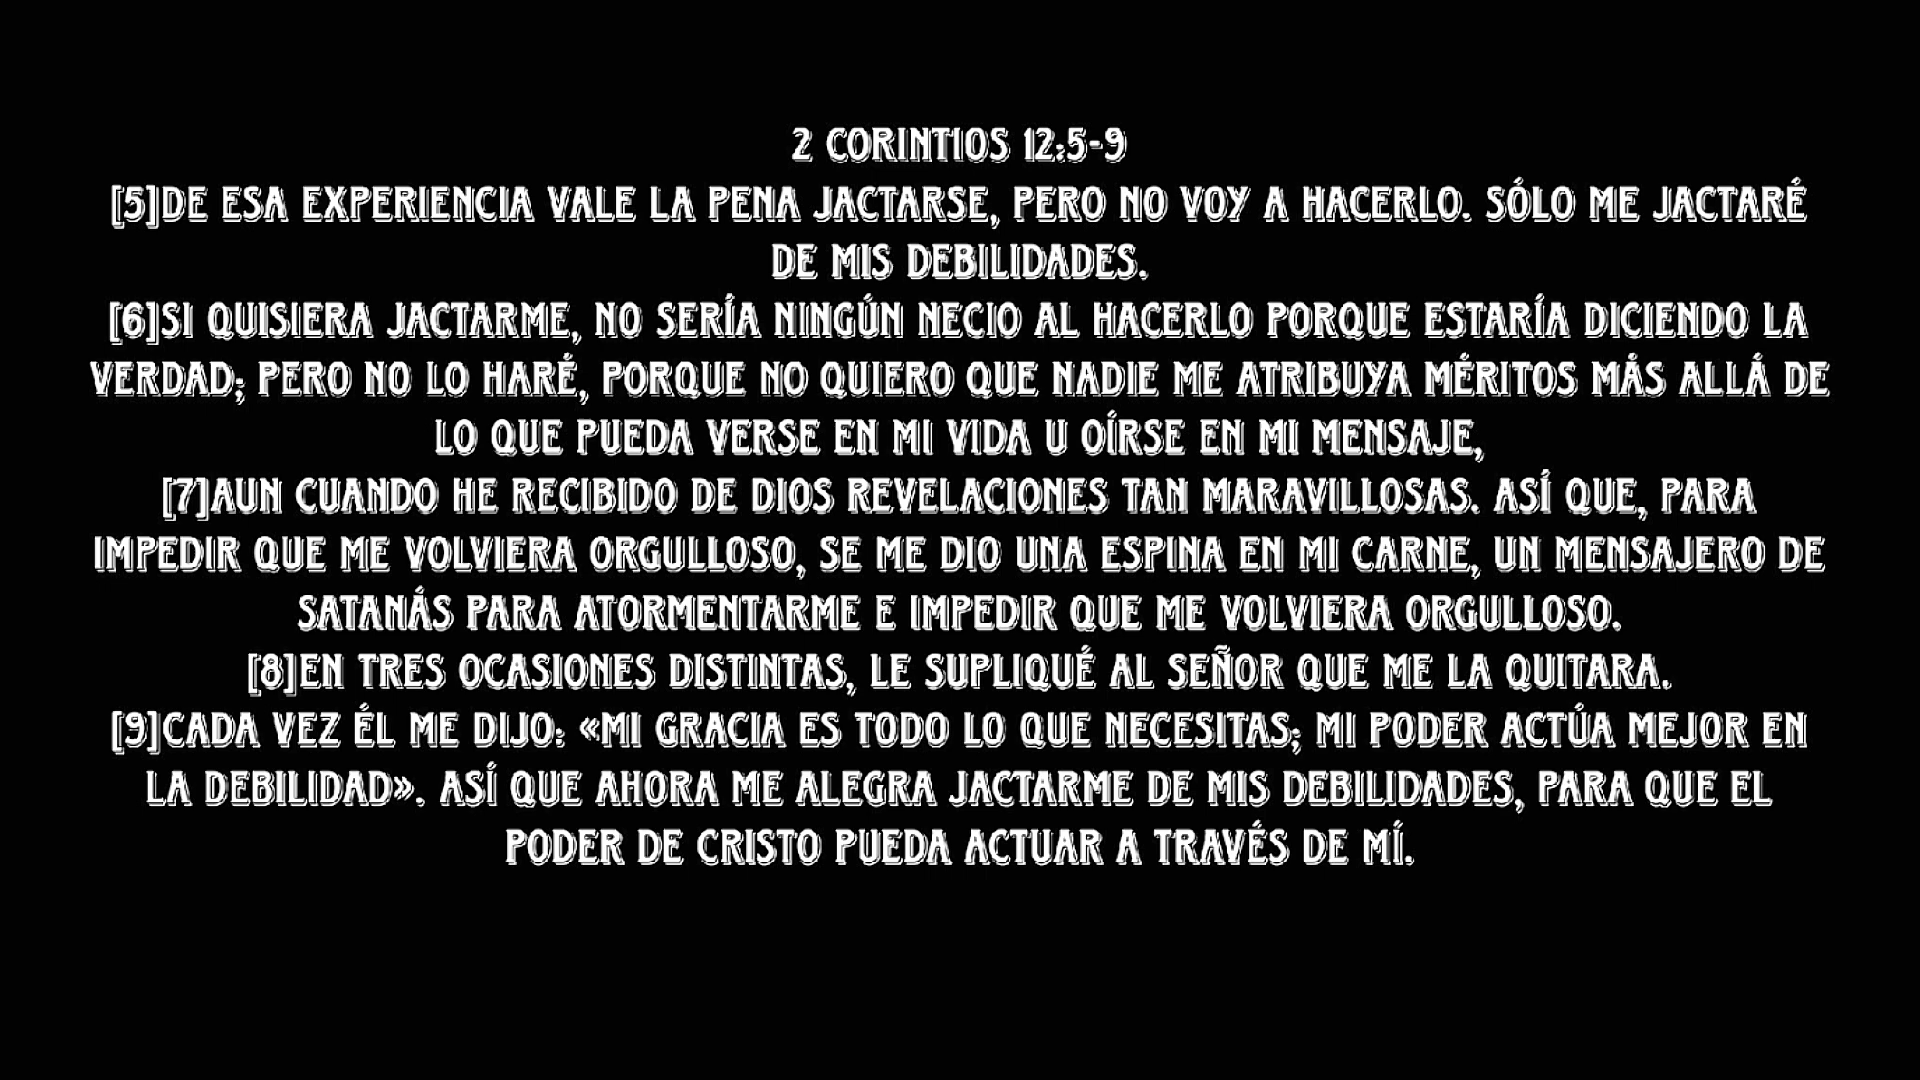 2 CORINTIOS 12:5-9
[5]DE ESA EXPERIENCIA VALE LA PENA JACTARSE, PERO NO VOY A HACERLO. SÓLO ME JACTARÉ
DE MIS DEBILIDADES.
[6]SI QUISIERA JACTARME, NO SERÍA NINGÚN NECIO AL HACERLO PORQUE ESTARÍA DICIENDO LA
VERDAD; PERO NO LO HARÉ, PORQUE NO QUIERO QUE NADIE ME ATRIBUYA MÉRITOS MÁS ALLÁ DE
LO QUE PUEDA VERSE EN MI VIDA U OÍRSE EN MI MENSAJE,
[7]AUN CUANDO HE RECIBIDO DE DIOS REVELACIONES TAN MARAVILLOSAS. ASÍ QUE, PARA
IMPEDIR QUE ME VOLVIERA ORGULLOSO, SE ME DIO UNA ESPINA EN MI CARNE, UN MENSAJERO DE
SATANÁS PARA ATORMENTARME E IMPEDIR QUE ME VOLVIERA ORGULLOSO.
[8]EN TRES OCASIONES DISTINTAS, LE SUPLIQUÉ AL SEÑOR QUE ME LA QUITARA.
[9]CADA VEZ ÉL ME DIJO: «MI GRACIA ES TODO LO QUE NECESITAS; MI PODER ACTÚA MEJOR EN
LA DEBILIDAD». ASÍ QUE AHORA ME ALEGRA JACTARME DE MIS DEBILIDADES, PARA QUE EL
PODER DE CRISTO PUEDA ACTUAR A TRAVÉS DE MÍ.